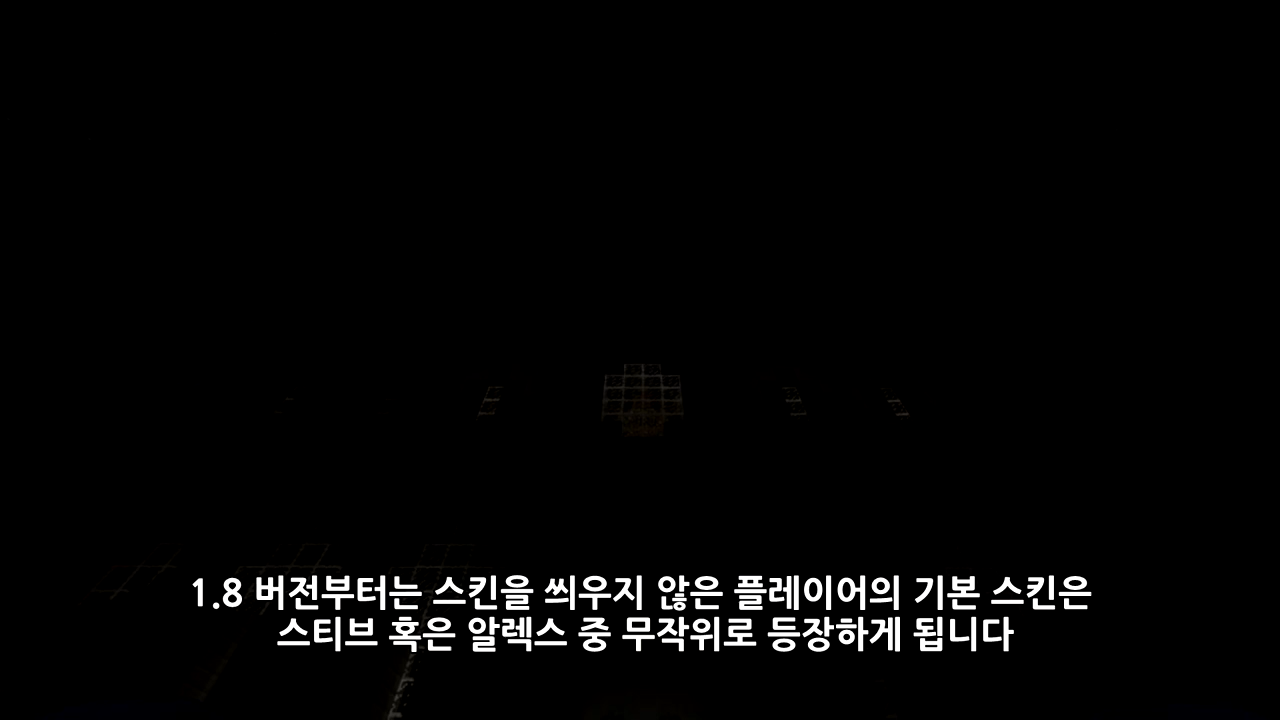 1.8 버전부터는 스킨을 씌우지 않은 플레이어의 기본 스킨은
스티브 혹은 알렉스 중 무작위로 등장하게 됩니다